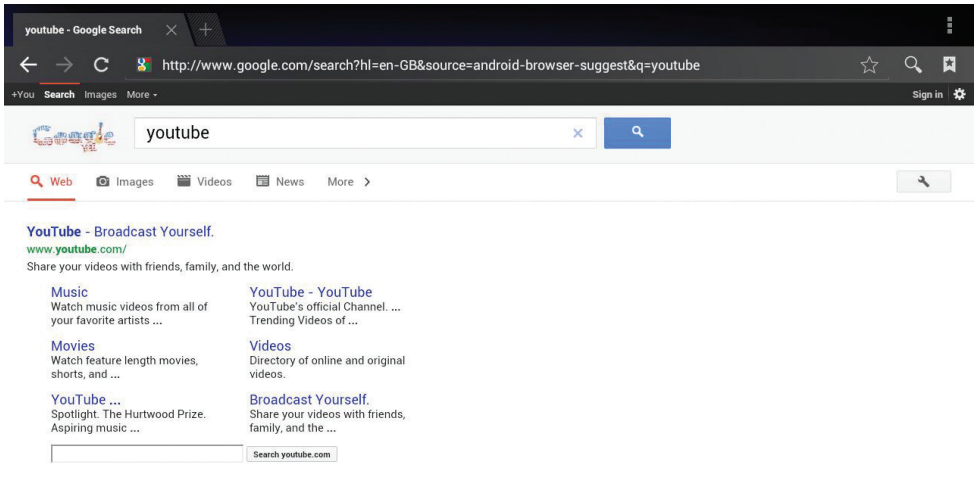 youtube - Google Search
http://www.google.com/search?hl=en-GB&source=android-browser-suggest&q=youtube
+You Search Images More
Sign in
Google
youtube
Web Images Videos News More
YouTube - Broadcast Yourself.
www.youtube.com/
Share your videos with friends, family, and the world.
Music
Watch music videos from all of
your favorite artists ...
YouTube - YouTube
YouTube's official Channel. ...
Trending Videos of ...
Movies
Watch feature length movies,
shorts, and ...
Videos
Directory of online and original
videos.
YouTube ...
Spotlight. The Hurtwood Prize.
Aspiring music ...
Broadcast Yourself.
Share your videos with friends,
family, and the ...
Search youtube.com